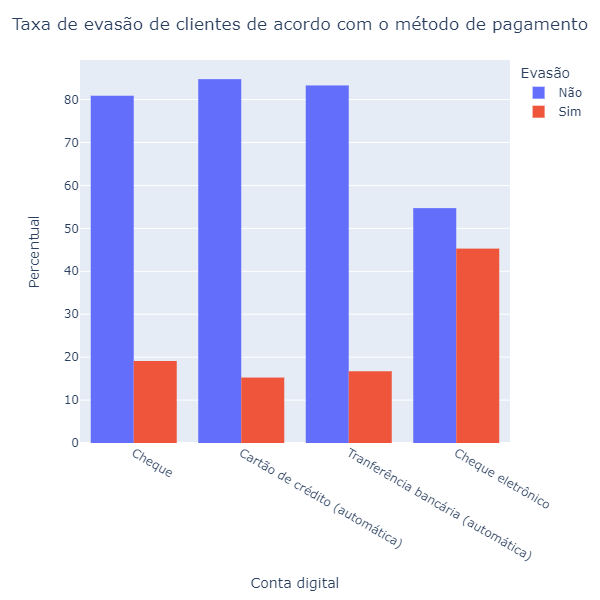 Taxa de evasão de clientes de acordo com o método de pagamento
Evasão
Não
Sim
Percentual
80
70
60
50
40
30
20
10
0
Cheque
Cartão de crédito (automática)
Tranferência bancária (automática)
Cheque eletrônico
Conta digital